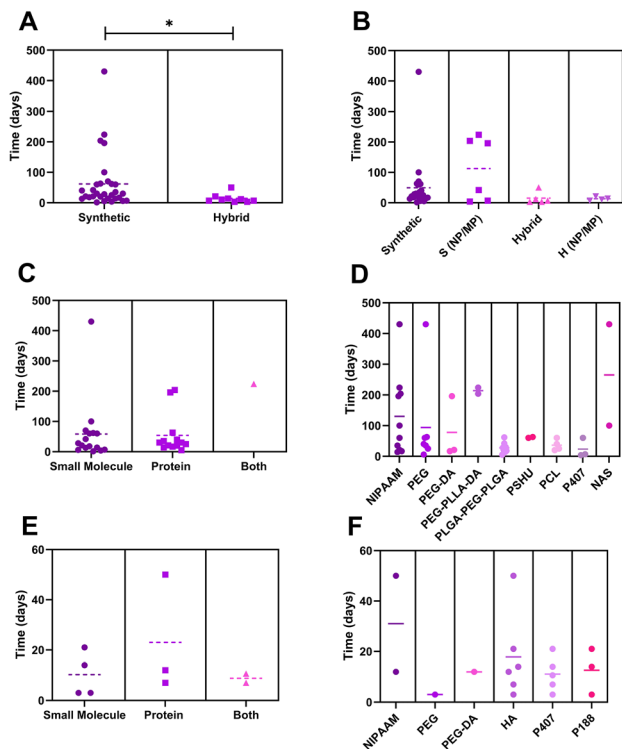 A
*
500
400
300
200
100
0
Time (days)
Synthetic
Hybrid
B
500
400
300
200
100
0
Time (days)
Synthetic
S (NP/MP)
Hybrid
H (NP/MP)
C
500
400
300
200
100
0
Time (days)
Small Molecule
Protein
Both
D
500
400
300
200
100
0
Time (days)
NIPAAM
PEG
PEG-DA
PEG-PLLA-DA
PLGA-PEG-PLGA
PSHU
PCL
P407
NAS
E
60
40
20
0
Time (days)
Small Molecule
Protein
Both
F
60
40
20
0
Time (days)
NIPAAM
PEG
PEG-DA
HA
P407
P188